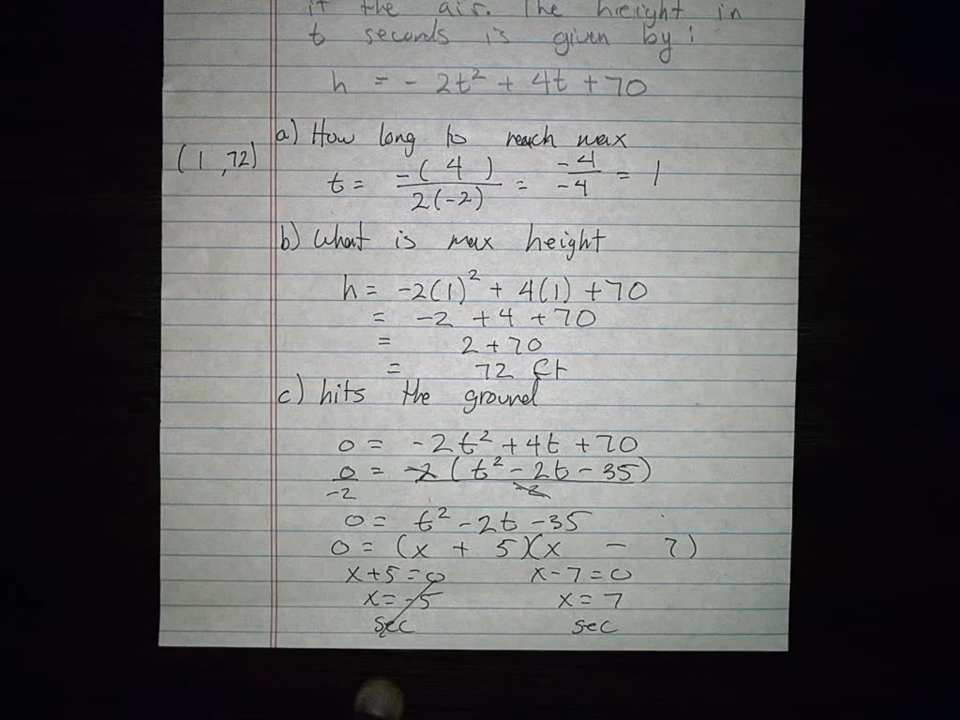 it the air. The height in
t seconds is given by:
h = - 2t² + 4t + 70
a) How long to reach max
(1, 72)
t = -(4) / 2(-2) = -4 / -4 = 1
b) What is max height
h = -2(1)² + 4(1) + 70
= -2 + 4 + 70
= 2 + 70
= 72 ft
c) hits the ground
0 = -2t² + 4t + 70
0 = -2 (t² - 2t - 35)
-2 -2
0 = t² - 2t - 35
0 = (x + 5)(x - 7)
x + 5 = 0 x - 7 = 0
x = -5 x = 7
sec sec